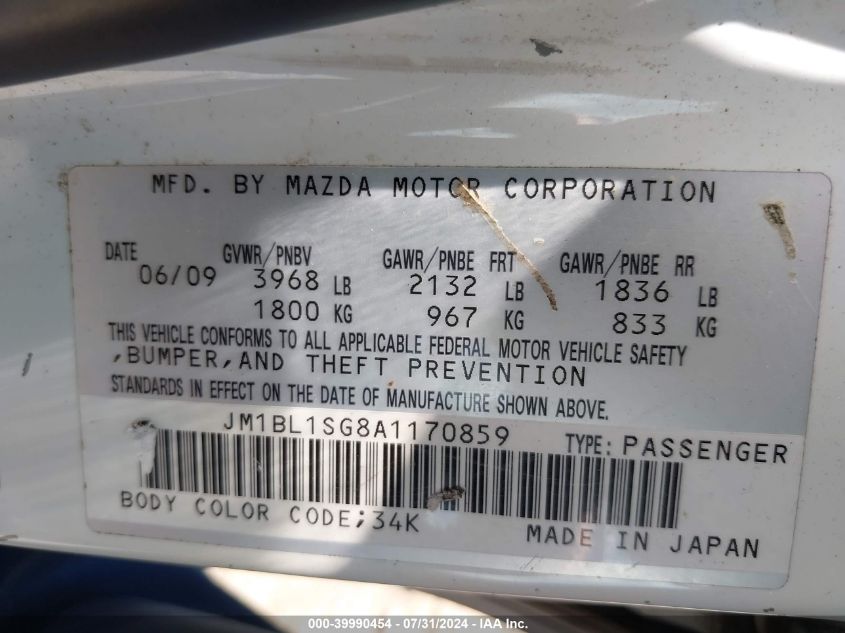 MFD. BY MAZDA MOTOR CORPORATION
DATE GVWR/PNBV GAWR/PNBE FRT GAWR/PNBE RR
06/09 3968 LB 2132 LB 1836 LB
1800 KG 967 KG 833 KG
THIS VEHICLE CONFORMS TO ALL APPLICABLE FEDERAL MOTOR VEHICLE SAFETY
,BUMPER,AND THEFT PREVENTION
STANDARDS IN EFFECT ON THE DATE OF MANUFACTURE SHOWN ABOVE.
JM1BL1SG8A1170859 TYPE: PASSENGER
BODY COLOR CODE;34K MADE IN JAPAN
000-39990454 - 07/31/2024 - IAA Inc.